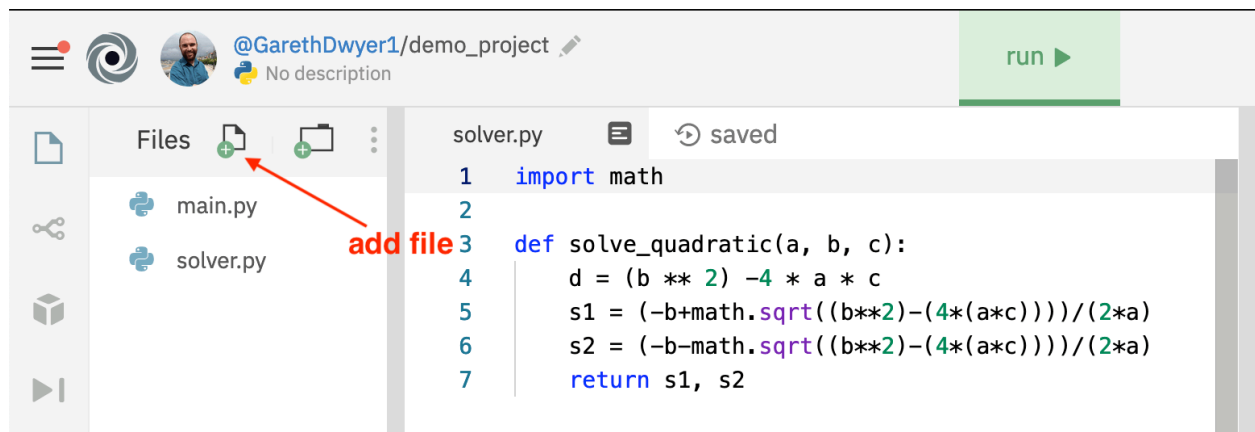 @GarethDwyer1/demo_project
No description
run
Files
solver.py
saved
main.py
solver.py
add file
1 import math
2
3 def solve_quadratic(a, b, c):
4     d = (b ** 2) -4 * a * c
5     s1 = (-b+math.sqrt((b**2)-(4*(a*c))))/(2*a)
6     s2 = (-b-math.sqrt((b**2)-(4*(a*c))))/(2*a)
7     return s1, s2